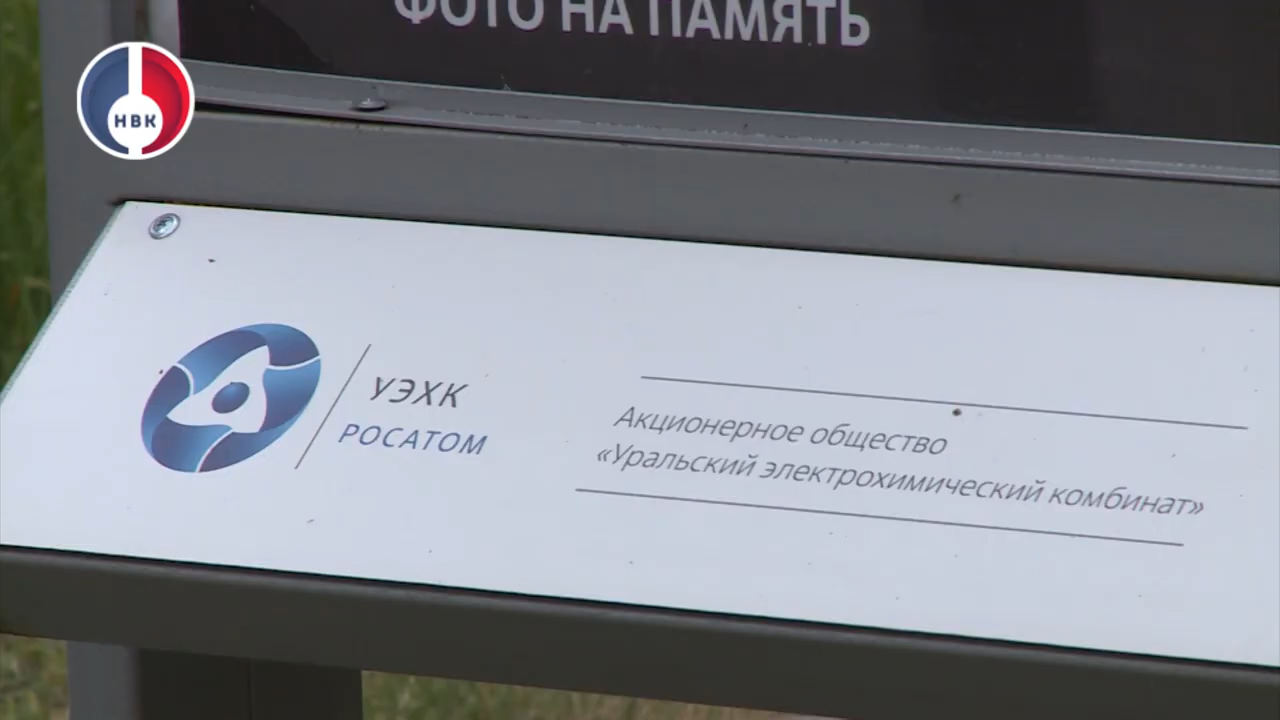 ФОТО НА ПАМЯТЬ
НВК
УЭХК
РОСАТОМ
Акционерное общество
«Уральский электрохимический комбинат»